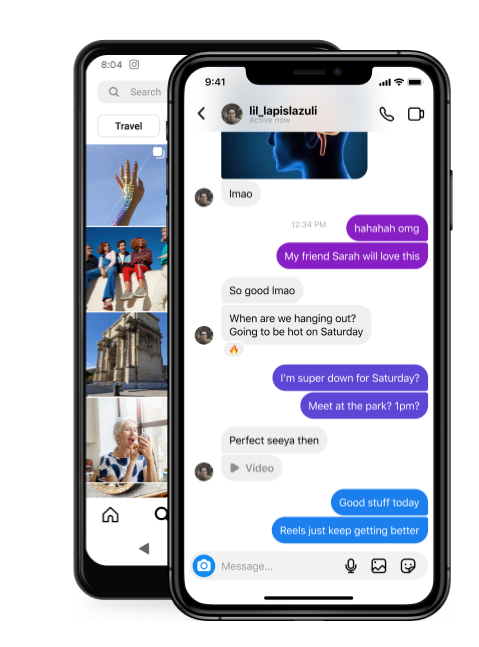 8:04
Search
Travel
9:41
lil_lapislazuli
Active now
lmao
12:34 PM
hahahah omg
My friend Sarah will love this
So good lmao
When are we hanging out?
Going to be hot on Saturday
I'm super down for Saturday?
Meet at the park? 1pm?
Perfect seeya then
Video
Good stuff today
Reels just keep getting better
Message...